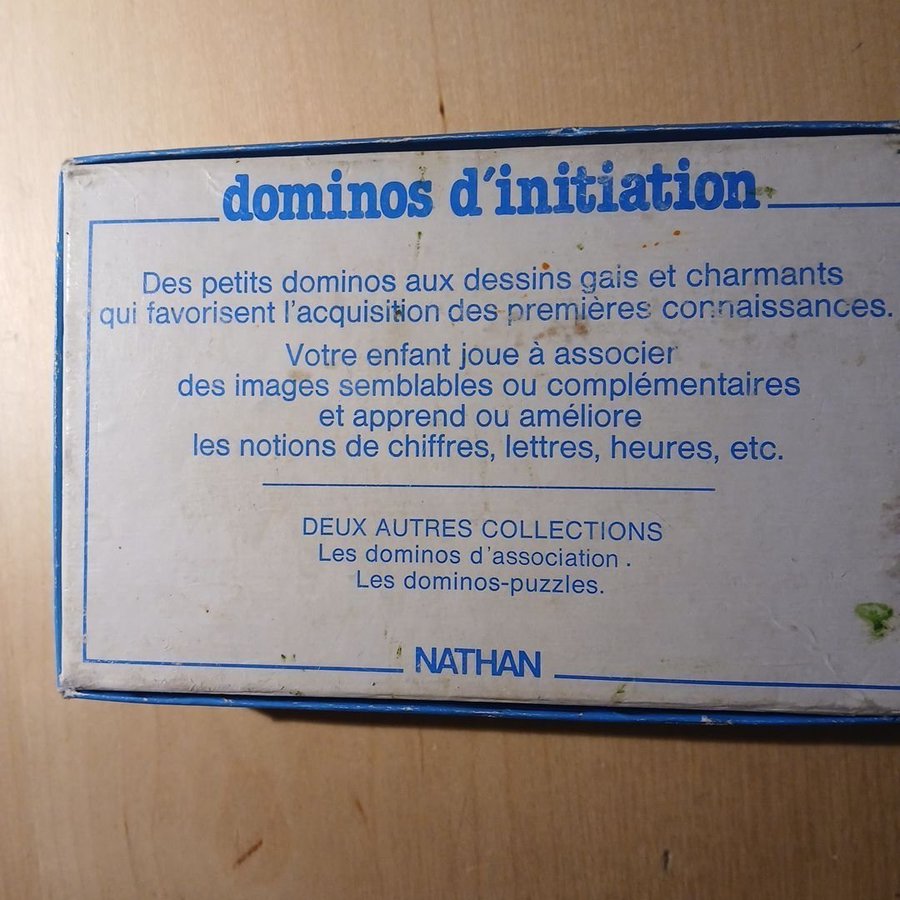 dominos d'initiation
Des petits dominos aux dessins gais et charmants
qui favorisent l'acquisition des premières connaissances.
Votre enfant joue à associer
des images semblables ou complémentaires
et apprend ou améliore
les notions de chiffres, lettres, heures, etc.
DEUX AUTRES COLLECTIONS
Les dominos d'association .
Les dominos-puzzles.
NATHAN